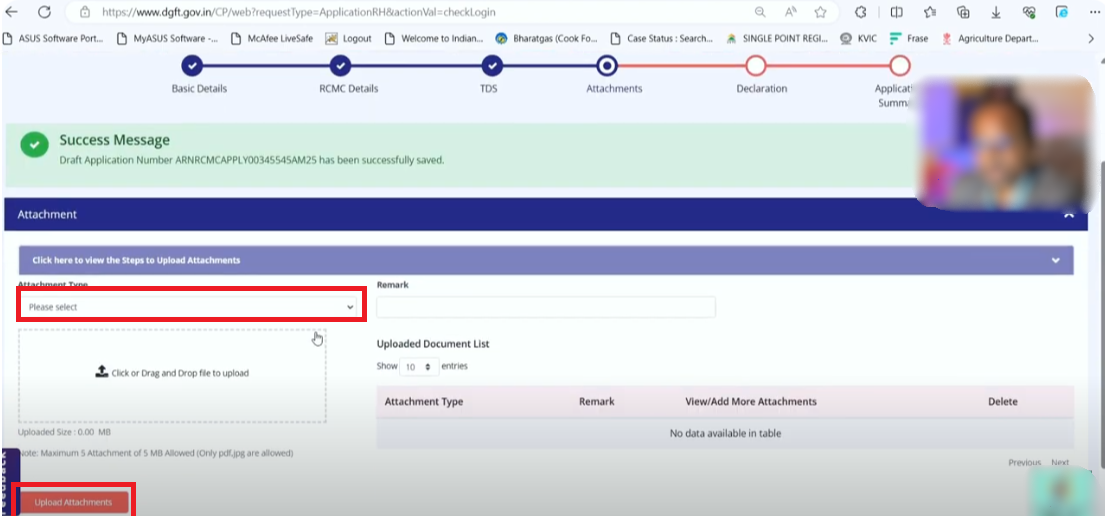 https://www.dgft.gov.in/CP/web?requestType=ApplicationRH&actionVal=checkLogin
ASUS Software Port... MyASUS Software -... McAfee LiveSafe Logout Welcome to Indian... Bharatgas (Cook Fo... Case Status : Search... SINGLE POINT REGI... KVIC Frase Agriculture Depart...
Basic Details RCMC Details TDS Attachments Declaration
Success Message
Draft Application Number ARNRCMCAPPLY00345545AM25 has been successfully saved.
Attachment
Click here to view the Steps to Upload Attachments
Attachment Type Remark
Please select
Uploaded Document List
Show 10 entries
Click or Drag and Drop file to upload
Attachment Type Remark View/Add More Attachments Delete
No data available in table
Uploaded Size : 0.00 MB
Note: Maximum 5 Attachment of 5 MB Allowed (Only pdf,jpg are allowed)
Previous Next
Upload Attachments